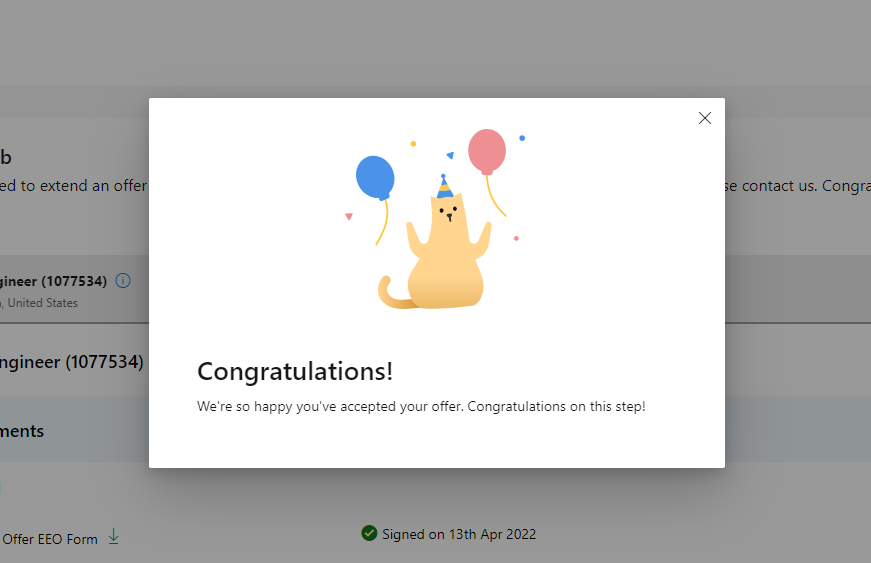 b
ed to extend an offer
se contact us. Congra
gineer (1077534)
, United States
ngineer (1077534)
Congratulations!
We're so happy you've accepted your offer. Congratulations on this step!
ments
Offer EEO Form
Signed on 13th Apr 2022